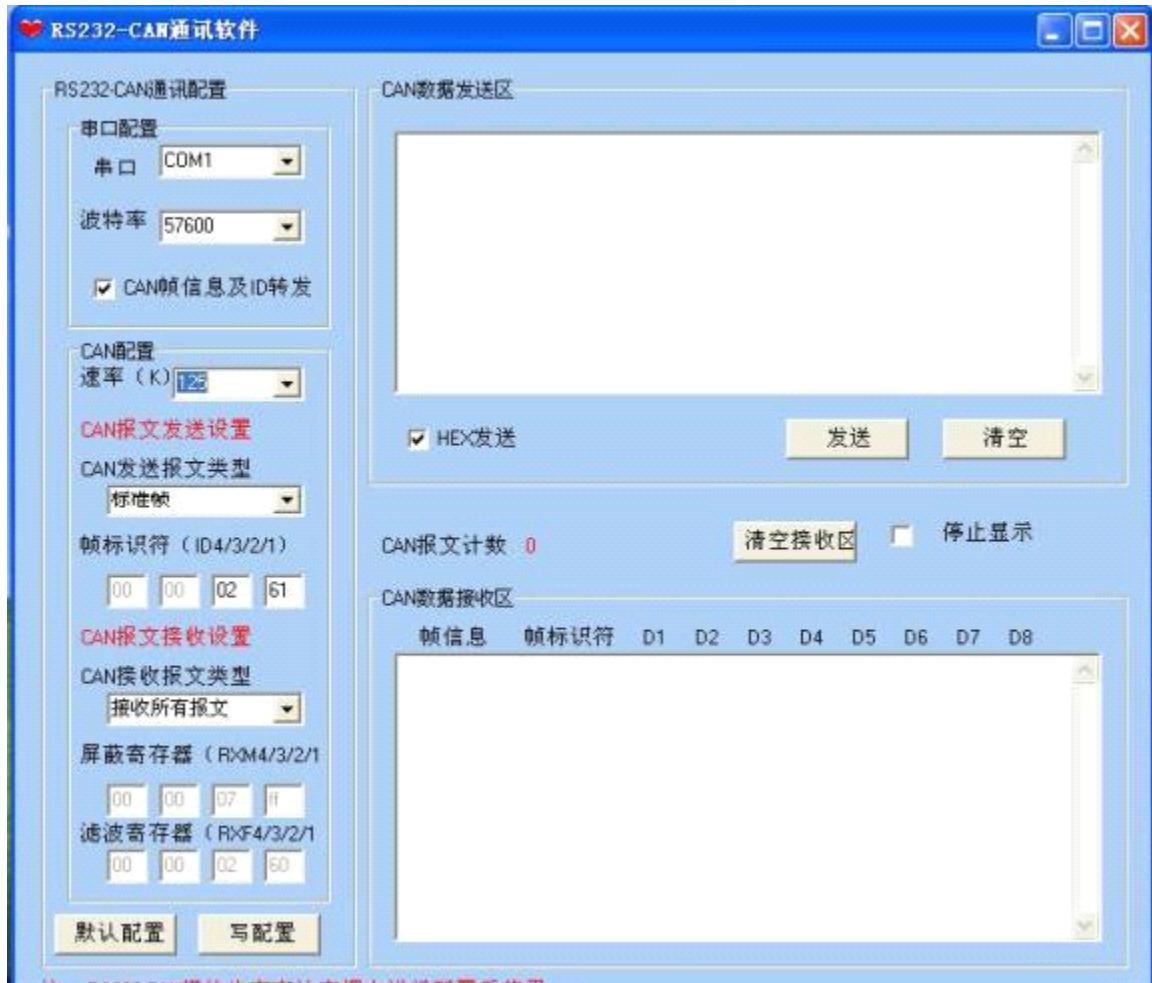 RS232-CAN通讯软件
RS232-CAN通讯配置
串口配置
串口 COM1
波特率 57600
CAN帧信息及ID转发
CAN配置
速率（K） 125
CAN报文发送设置
CAN发送报文类型
标准帧
帧标识符（ID4/3/2/1）
00 00 02 61
CAN报文接收设置
CAN接收报文类型
接收所有报文
屏蔽寄存器（RXM4/3/2/1
00 00 07 ff
滤波寄存器（RXF4/3/2/1
00 00 02 60
默认配置 写配置
CAN数据发送区
HEX发送 发送 清空
CAN报文计数 0 清空接收区 停止显示
CAN数据接收区
帧信息 帧标识符 D1 D2 D3 D4 D5 D6 D7 D8